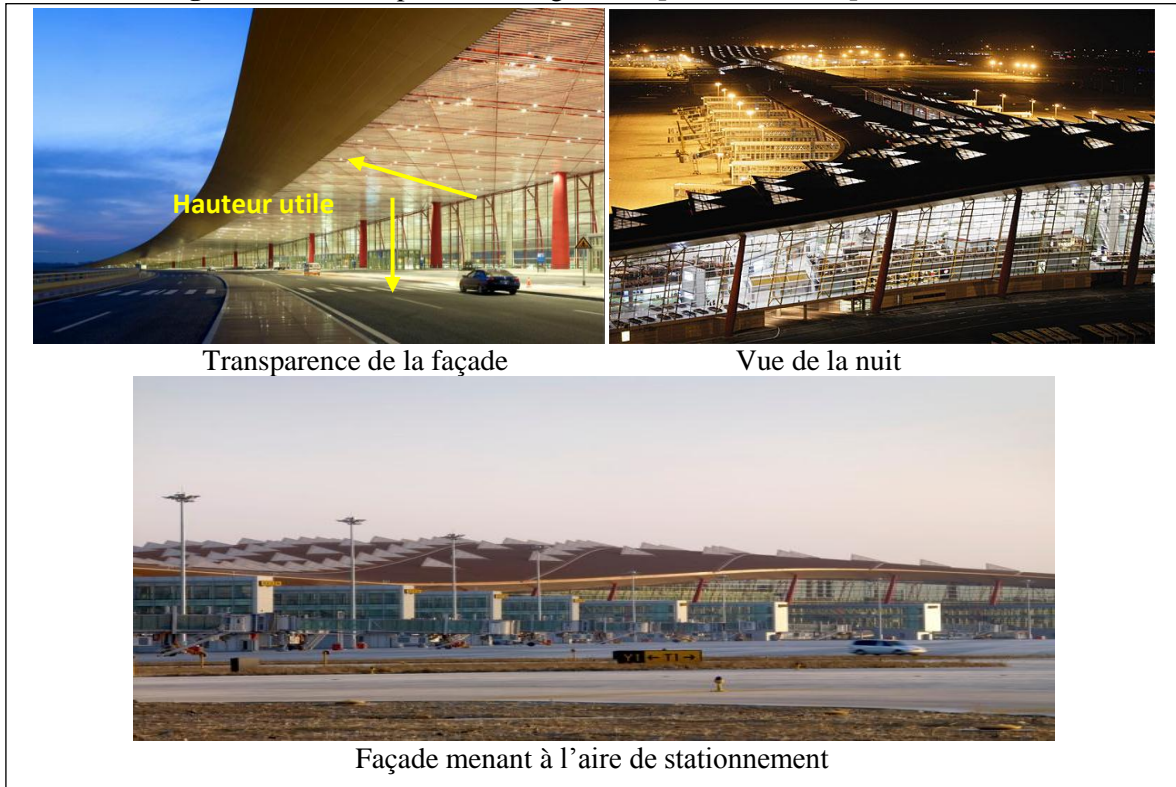 Hauteur utile
Transparence de la façade
Vue de la nuit
Y1 ← T1 →
Façade menant à l’aire de stationnement